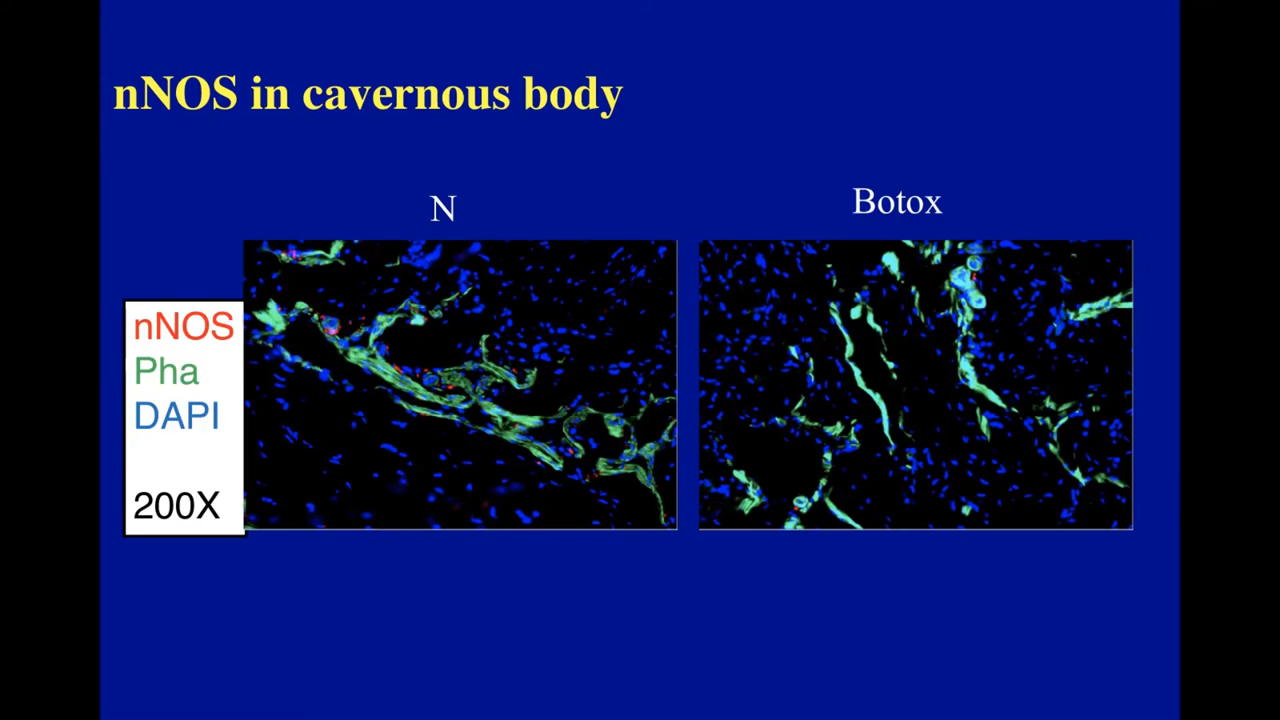 nNOS in cavernous body
N
Botox
nNOS
Pha
DAPI
200X